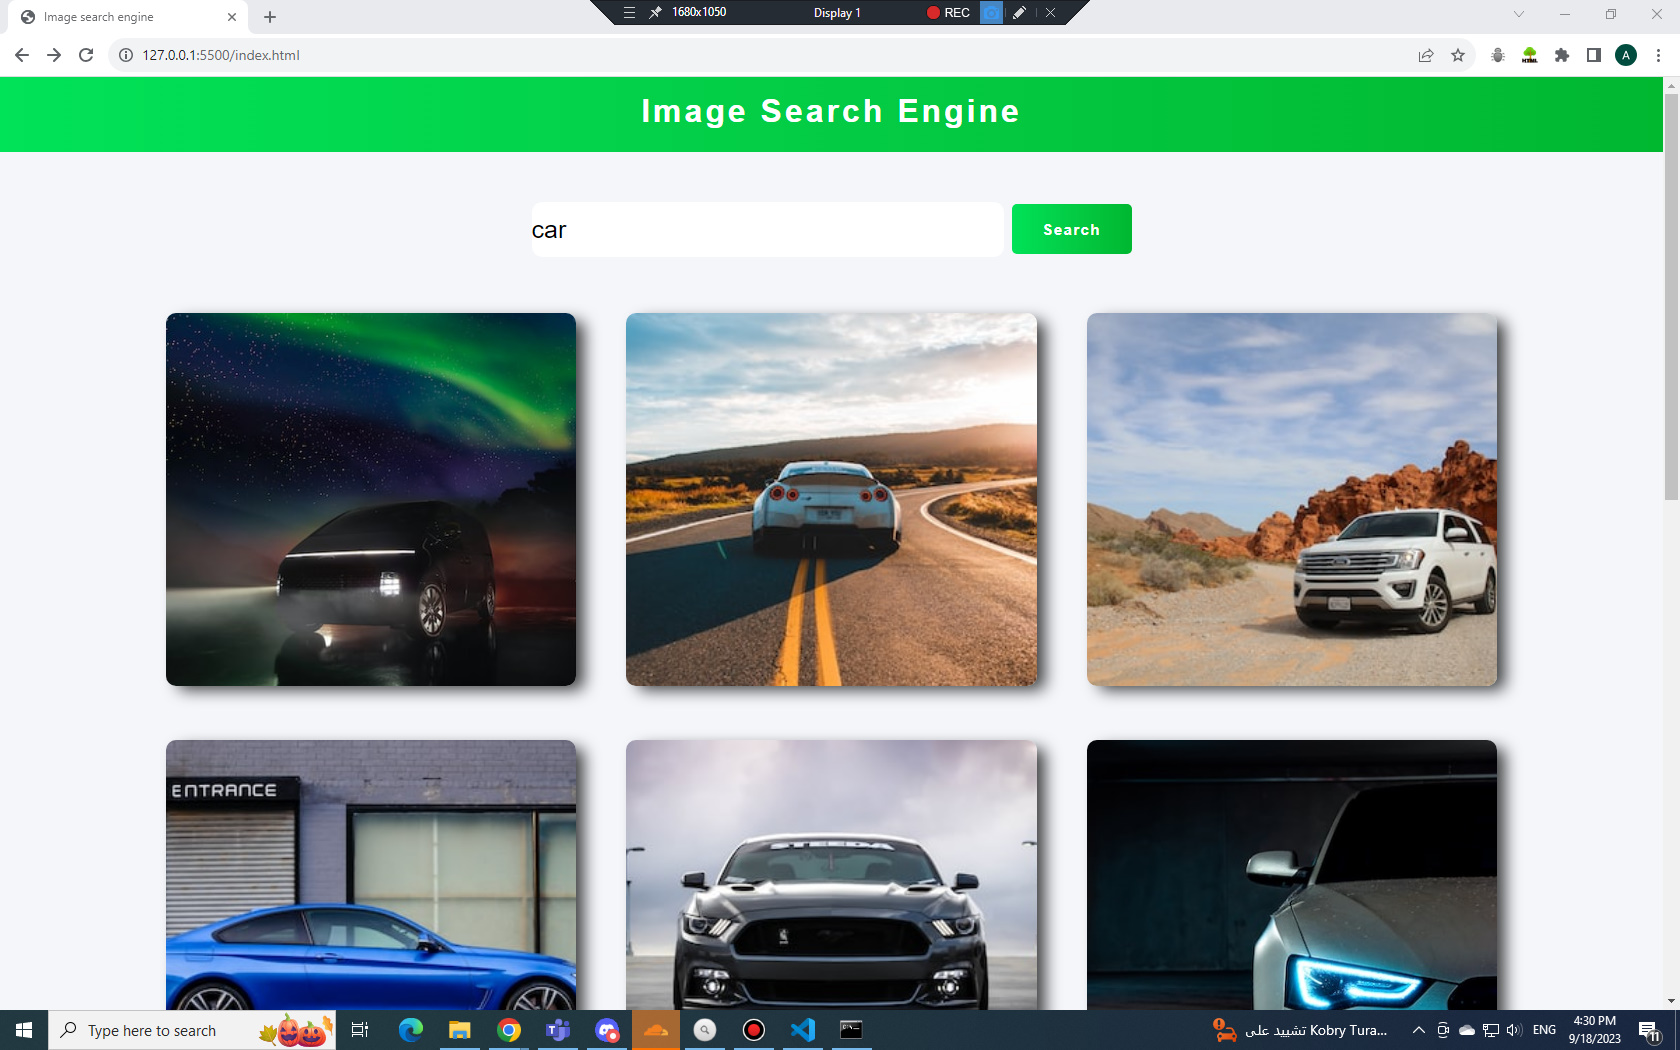 Image search engine
1680x1050
Display 1
REC
127.0.0.1:5500/index.html
A
Image Search Engine
car
Search
ENTRANCE
STEEDA
Type here to search
تشييد على Kobry Tura...
ENG
4:30 PM
9/18/2023
11